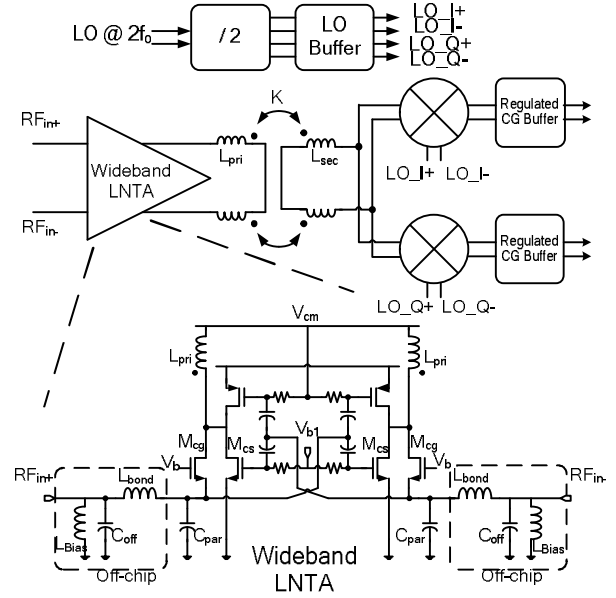 LO @ 2fo
/ 2
LO
Buffer
LO_I+
LO_I-
LO_Q+
LO_Q-
RFin+
RFin-
Wideband
LNTA
Lpri
K
Lsec
LO_I+ LO_I-
Regulated
CG Buffer
LO_Q+ LO_Q-
Regulated
CG Buffer
Vcm
Lpri
Lpri
Vb1
Mcg
Mcs
Mcs
Mcg
Vb
Vb
RFin+
Lbond
LBias
Coff
Off-chip
Cpar
Wideband
LNTA
Cpar
Lbond
RFin-
Coff
LBias
Off-chip